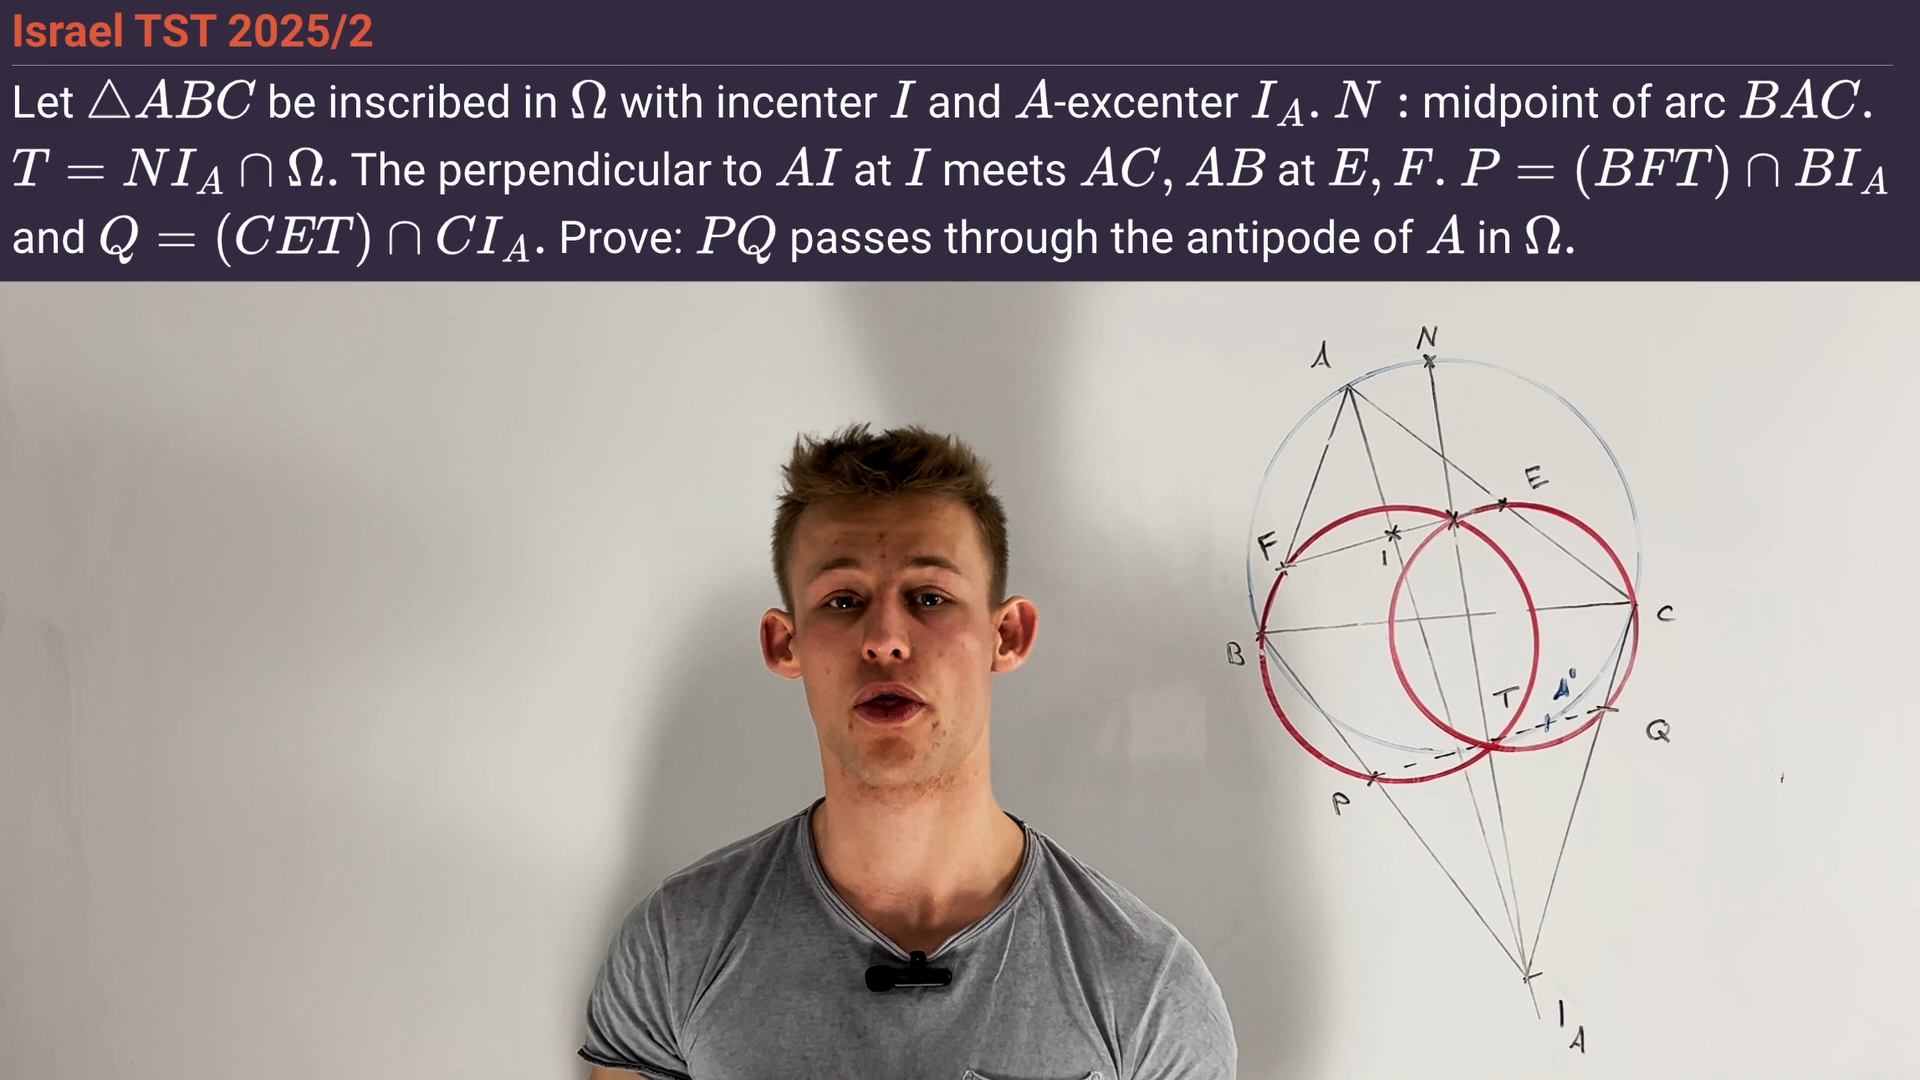 Israel TST 2025/2
Let △ABC be inscribed in Ω with incenter I and A-excenter I_A. N : midpoint of arc BAC.
T = NI_A ∩ Ω. The perpendicular to AI at I meets AC, AB at E, F. P = (BFT) ∩ BI_A
and Q = (CET) ∩ CI_A. Prove: PQ passes through the antipode of A in Ω.
N
A
E
F
I
C
B
T
A'
Q
P
I_A